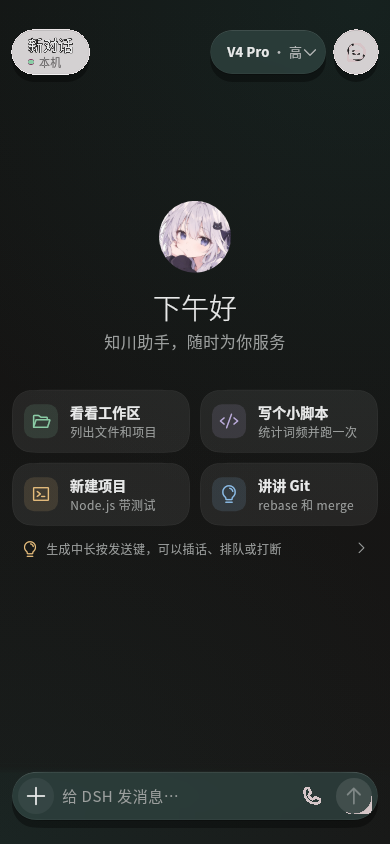 新对话
本机
V4 Pro · 高
下午好
知川助手，随时为你服务
看看工作区
列出文件和项目
写个小脚本
统计词频并跑一次
新建项目
Node.js 带测试
讲讲 Git
rebase 和 merge
生成中长按发送键，可以插话、排队或打断
给 DSH 发消息…